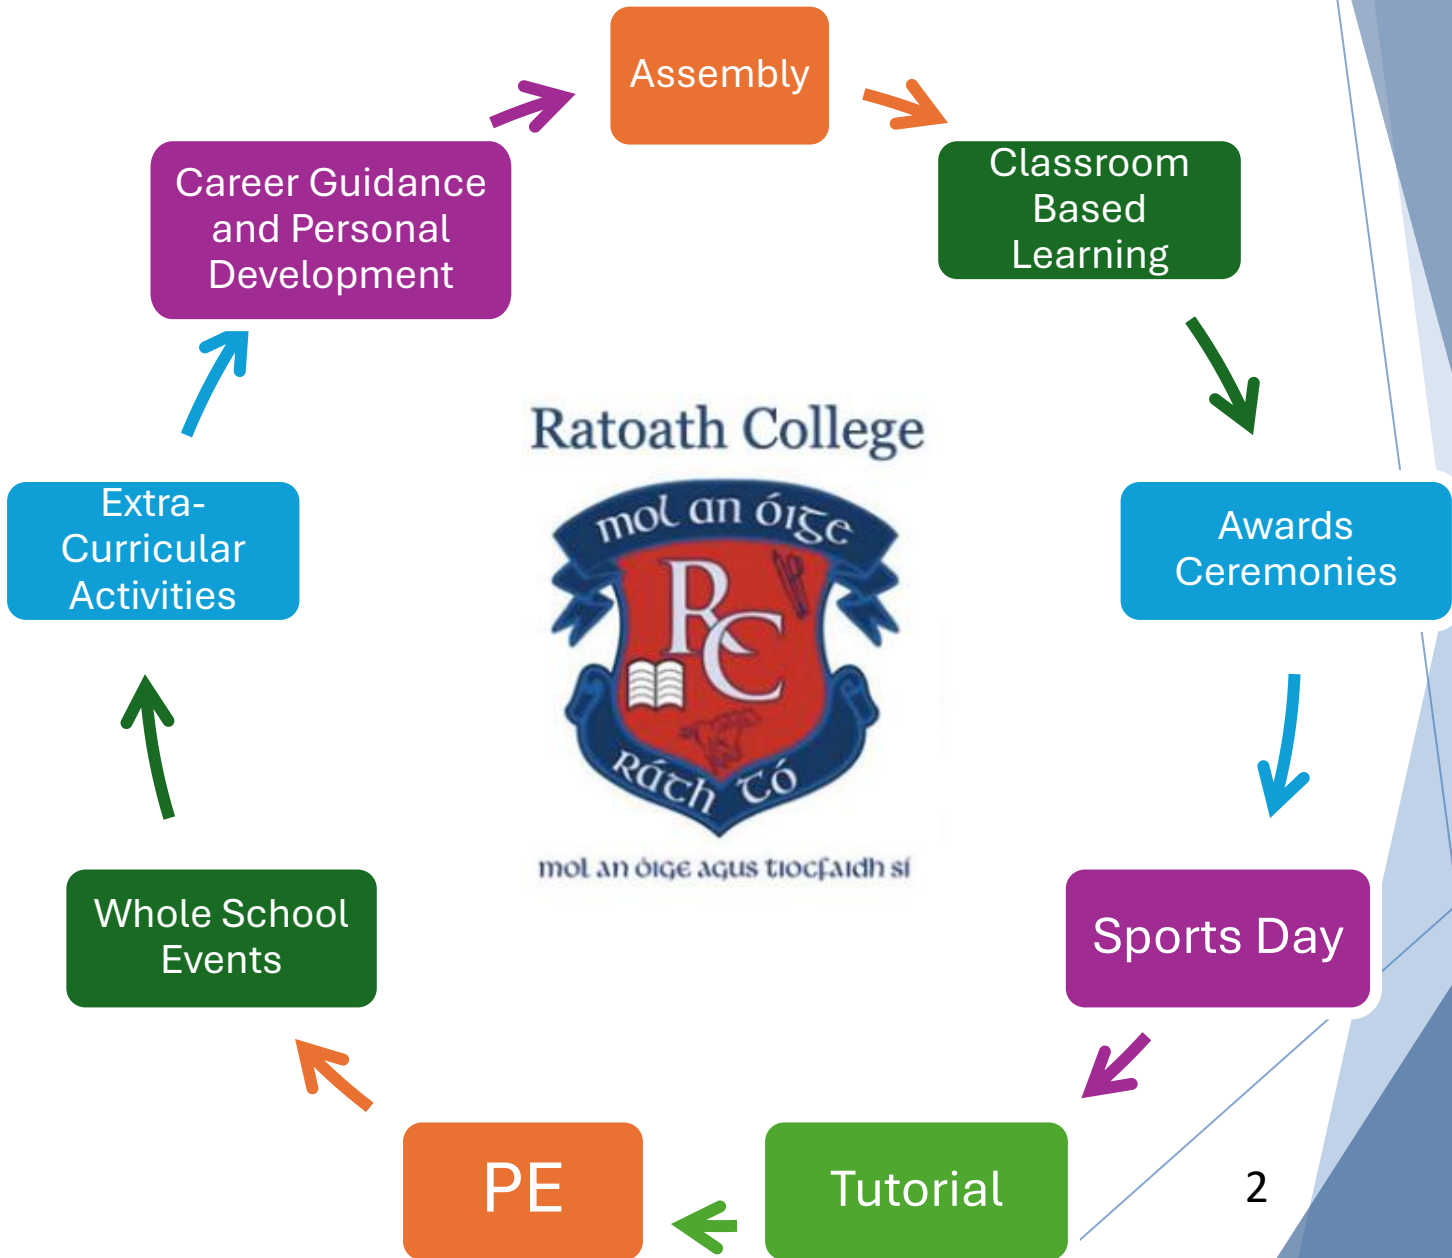 Assembly
Classroom
Based
Learning
Awards
Ceremonies
Sports Day
Tutorial
PE
Whole School
Events
Extra-
Curricular
Activities
Career Guidance
and Personal
Development
Ratoath College
mol an óige
RC
Ráth Tó
mol an óige agus tiocfaidh sí
2